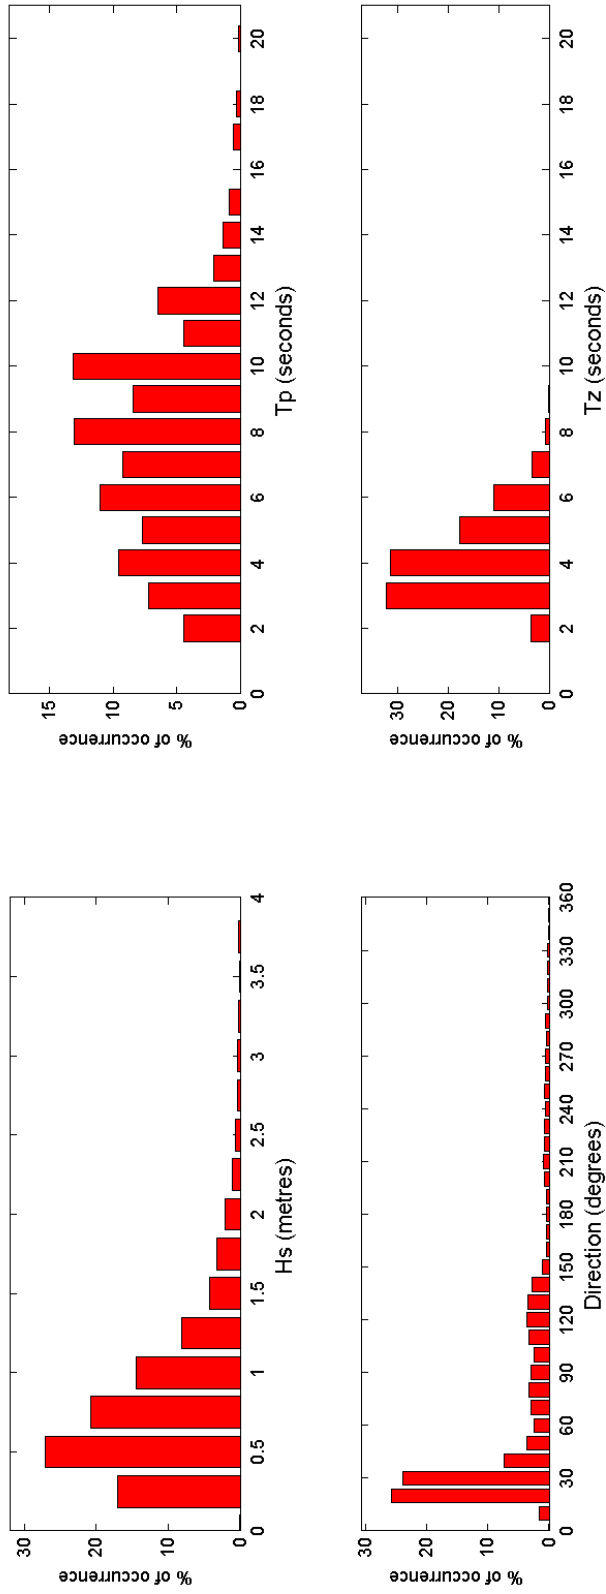 % of occurrence
30
20
10
0
0 0.5 1 1.5 2 2.5 3 3.5 4
Hs (metres)
% of occurrence
15
10
5
0
0 2 4 6 8 10 12 14 16 18 20
Tp (seconds)
% of occurrence
30
20
10
0
0 30 60 90 120 150 180 210 240 270 300 330 360
Direction (degrees)
% of occurrence
30
20
10
0
0 2 4 6 8 10 12 14 16 18 20
Tz (seconds)